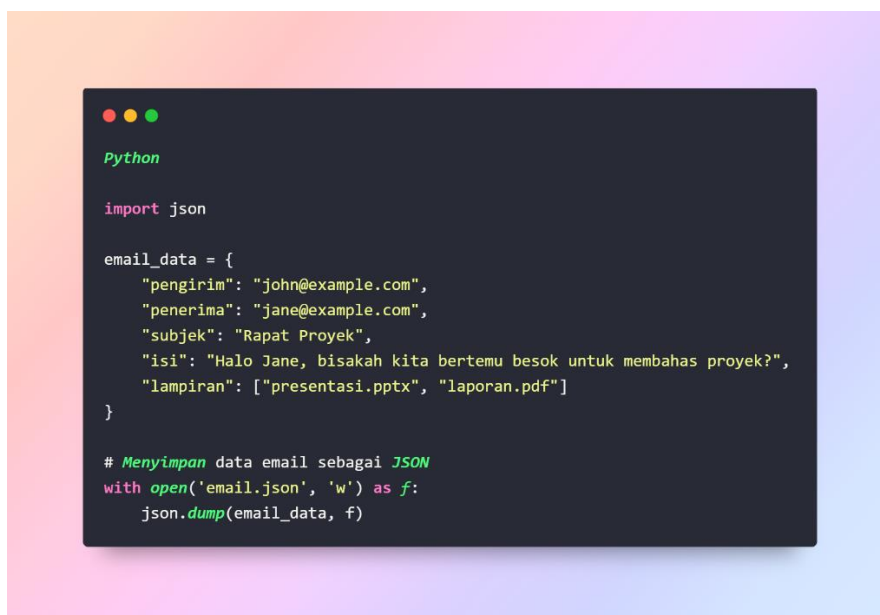 Python
import json
email_data = {
    "pengirim": "john@example.com",
    "penerima": "jane@example.com",
    "subjek": "Rapat Proyek",
    "isi": "Halo Jane, bisakah kita bertemu besok untuk membahas proyek?",
    "lampiran": ["presentasi.pptx", "laporan.pdf"]
}
# Menyimpan data email sebagai JSON
with open('email.json', 'w') as f:
    json.dump(email_data, f)